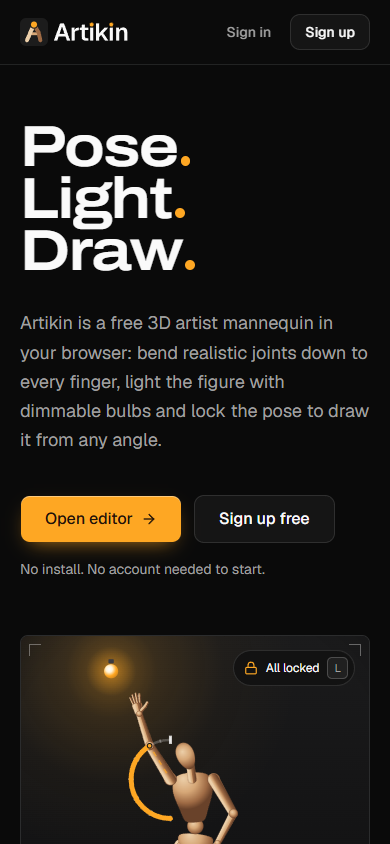 Artikin
Sign in
Sign up
Pose.
Light.
Draw.
Artikin is a free 3D artist mannequin in
your browser: bend realistic joints down to
every finger, light the figure with
dimmable bulbs and lock the pose to draw
it from any angle.
Open editor →
Sign up free
No install. No account needed to start.
All locked L